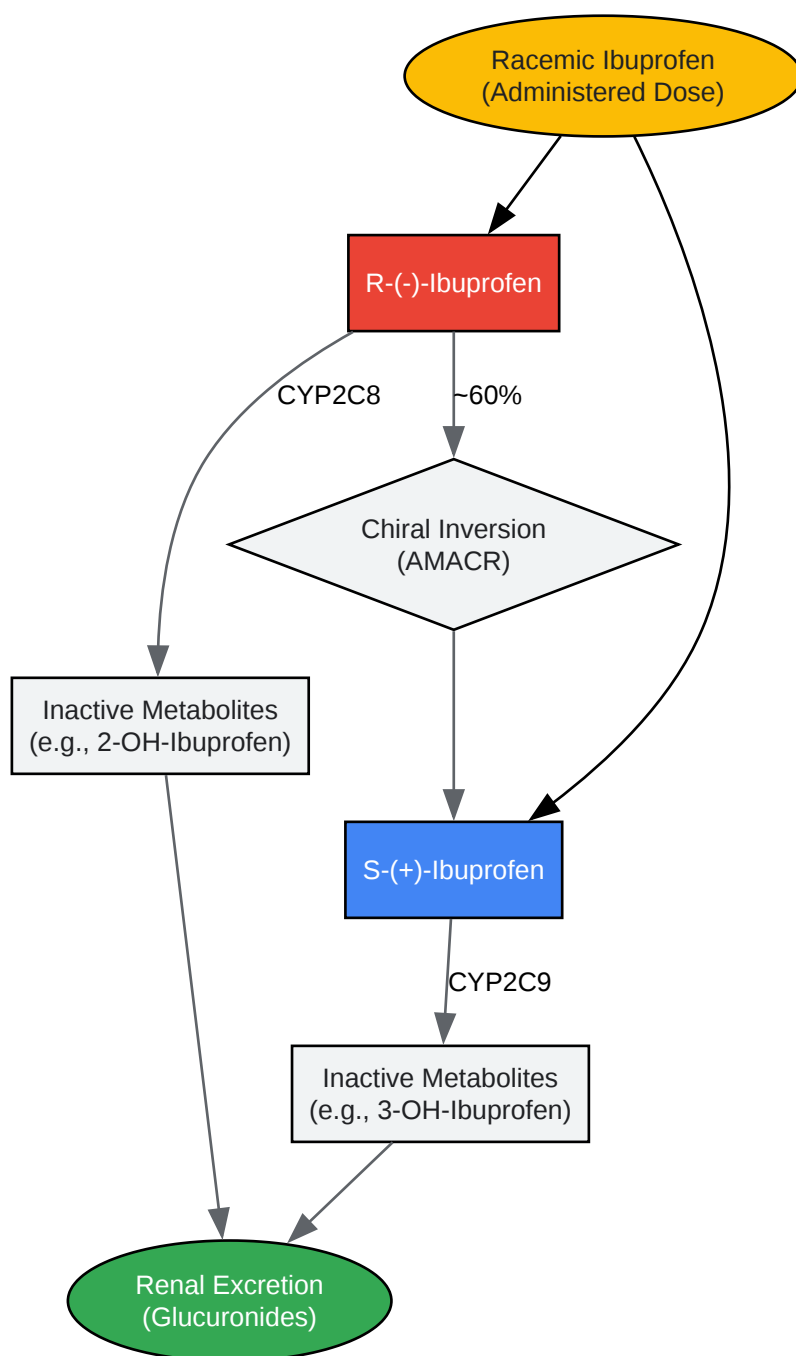 Racemic Ibuprofen
(Administered Dose)
R-(-)-Ibuprofen
CYP2C8
~60%
Chiral Inversion
(AMACR)
Inactive Metabolites
(e.g., 2-OH-Ibuprofen)
S-(+)-Ibuprofen
CYP2C9
Inactive Metabolites
(e.g., 3-OH-Ibuprofen)
Renal Excretion
(Glucuronides)